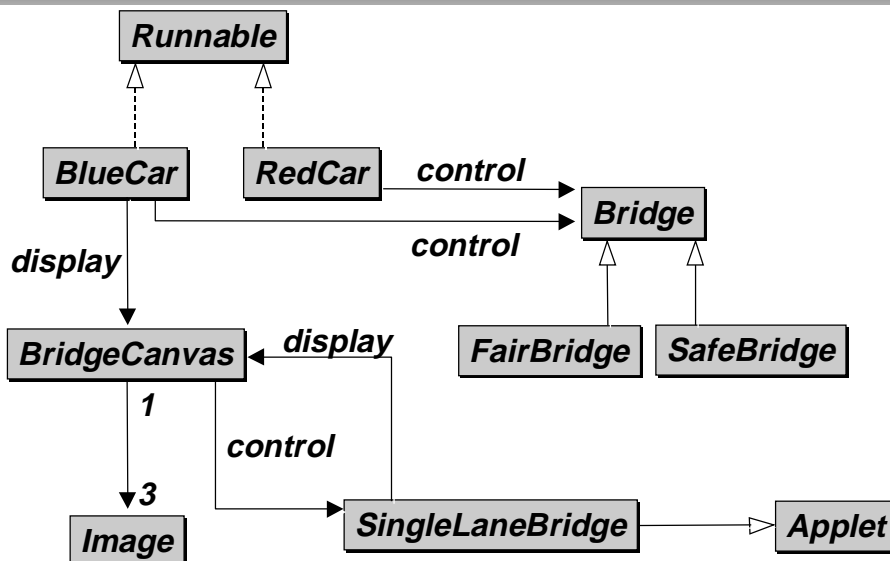 Runnable
BlueCar
RedCar
control
Bridge
control
display
BridgeCanvas
display
FairBridge
SafeBridge
1
control
3
Image
SingleLaneBridge
Applet